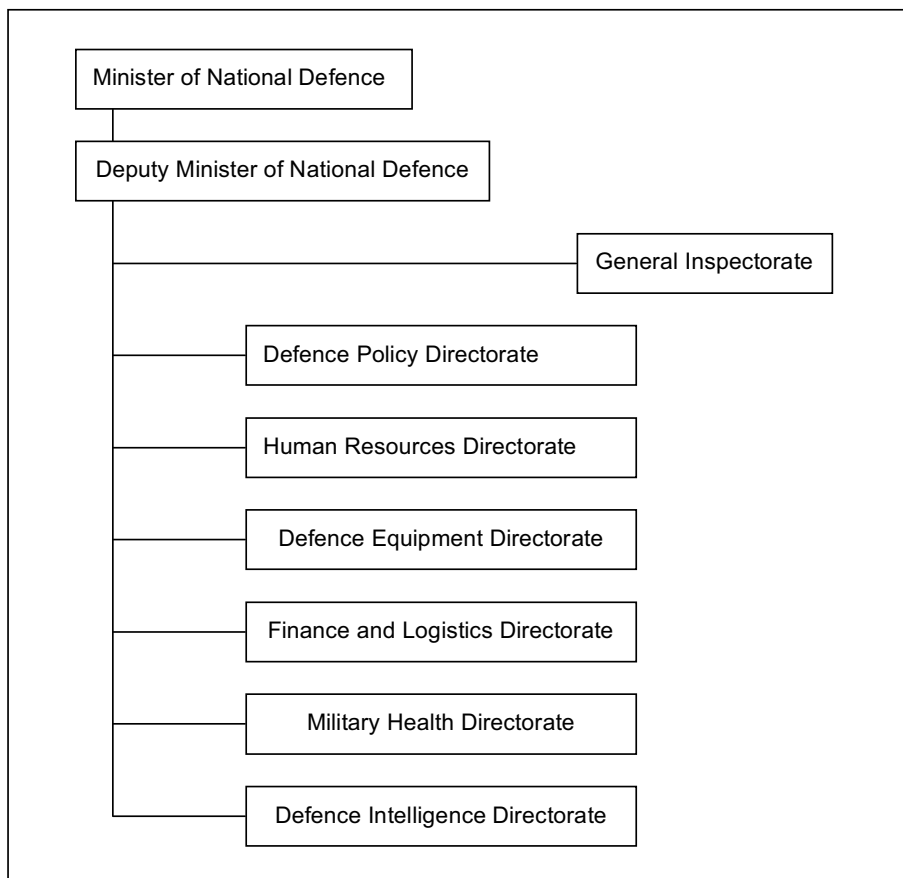 Minister of National Defence
Deputy Minister of National Defence
General Inspectorate
Defence Policy Directorate
Human Resources Directorate
Defence Equipment Directorate
Finance and Logistics Directorate
Military Health Directorate
Defence Intelligence Directorate